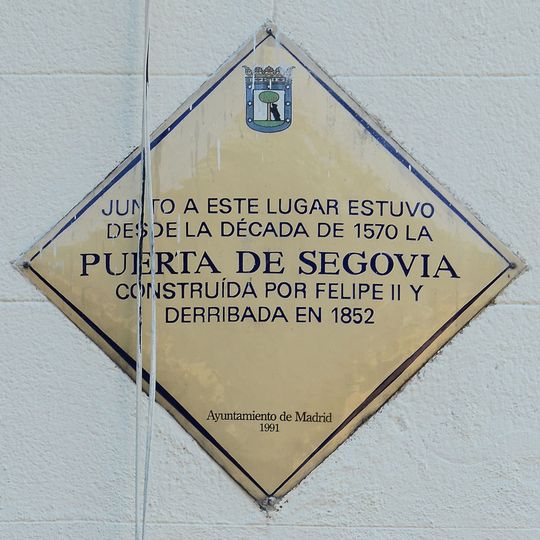 JUNTO A ESTE LUGAR ESTUVO
DESDE LA DÉCADA DE 1570 LA
PUERTA DE SEGOVIA
CONSTRUÍDA POR FELIPE II Y
DERRIBADA EN 1852
Ayuntamiento de Madrid
1991